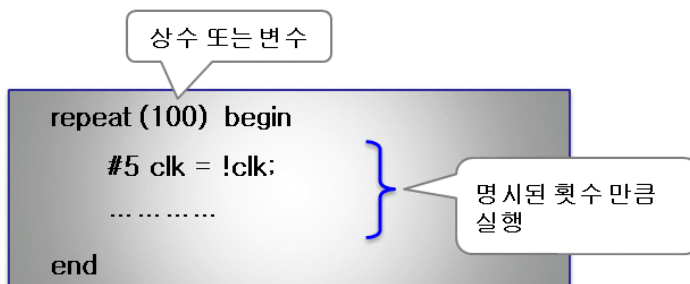 상수 또는 변수
repeat (100) begin
#5 clk = !clk;
... ... ... ...
명시된 횟수 만큼
실행
end